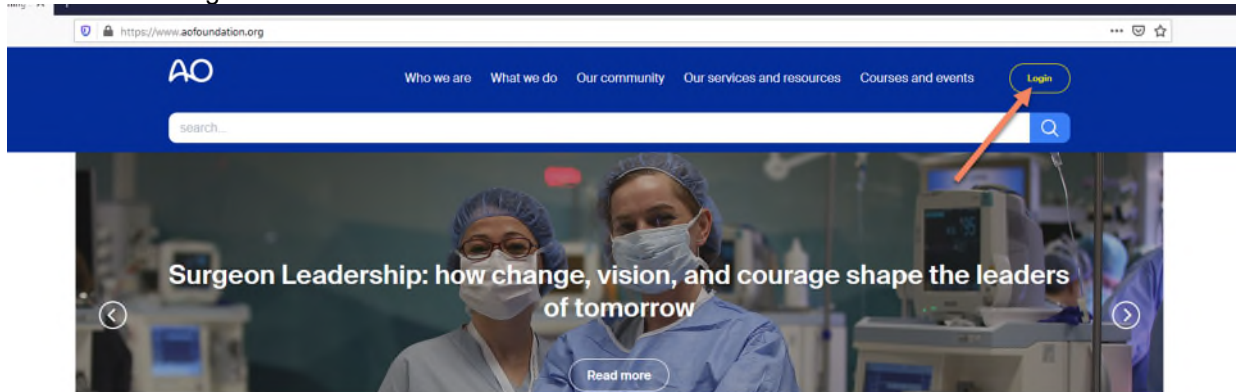 https://www.aofoundation.org
AO
Who we are What we do Our community Our services and resources Courses and events Login
search...
Surgeon Leadership: how change, vision, and courage shape the leaders
of tomorrow
Read more